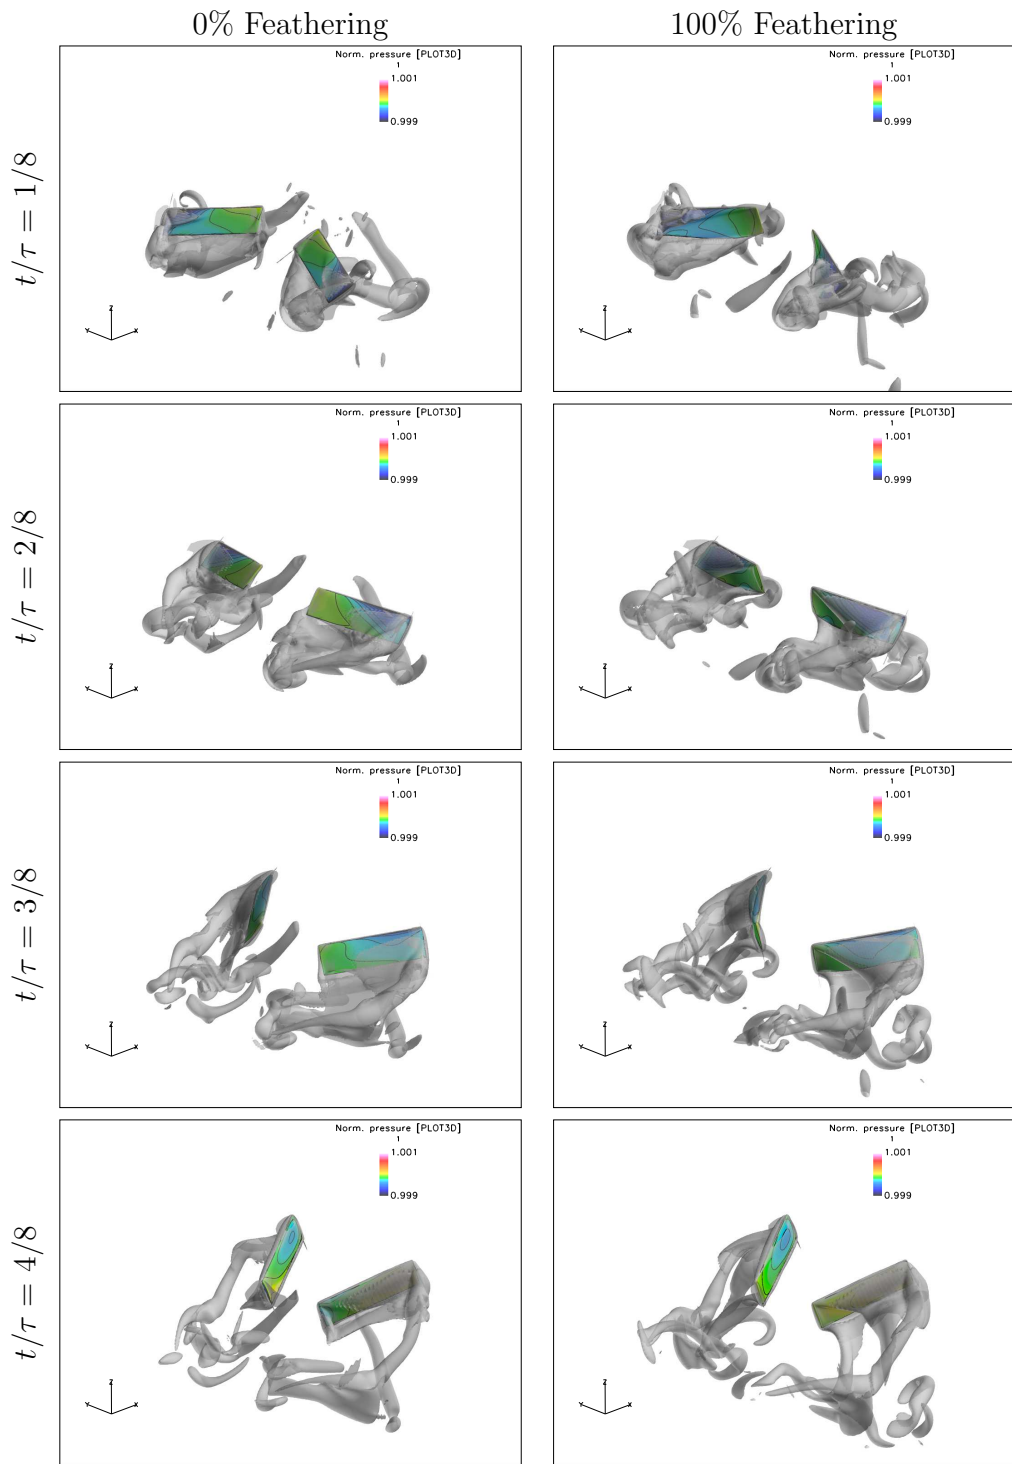 0% Feathering
100% Feathering
t/τ = 1/8
Norm. pressure [PLOT3D]
1
1.001
0.999
Z
Y
X
Norm. pressure [PLOT3D]
1
1.001
0.999
Z
Y
X
t/τ = 2/8
Norm. pressure [PLOT3D]
1
1.001
0.999
Z
Y
X
Norm. pressure [PLOT3D]
1
1.001
0.999
Z
Y
X
t/τ = 3/8
Norm. pressure [PLOT3D]
1
1.001
0.999
Z
Y
X
Norm. pressure [PLOT3D]
1
1.001
0.999
Z
Y
X
t/τ = 4/8
Norm. pressure [PLOT3D]
1
1.001
0.999
Z
Y
X
Norm. pressure [PLOT3D]
1
1.001
0.999
Z
Y
X